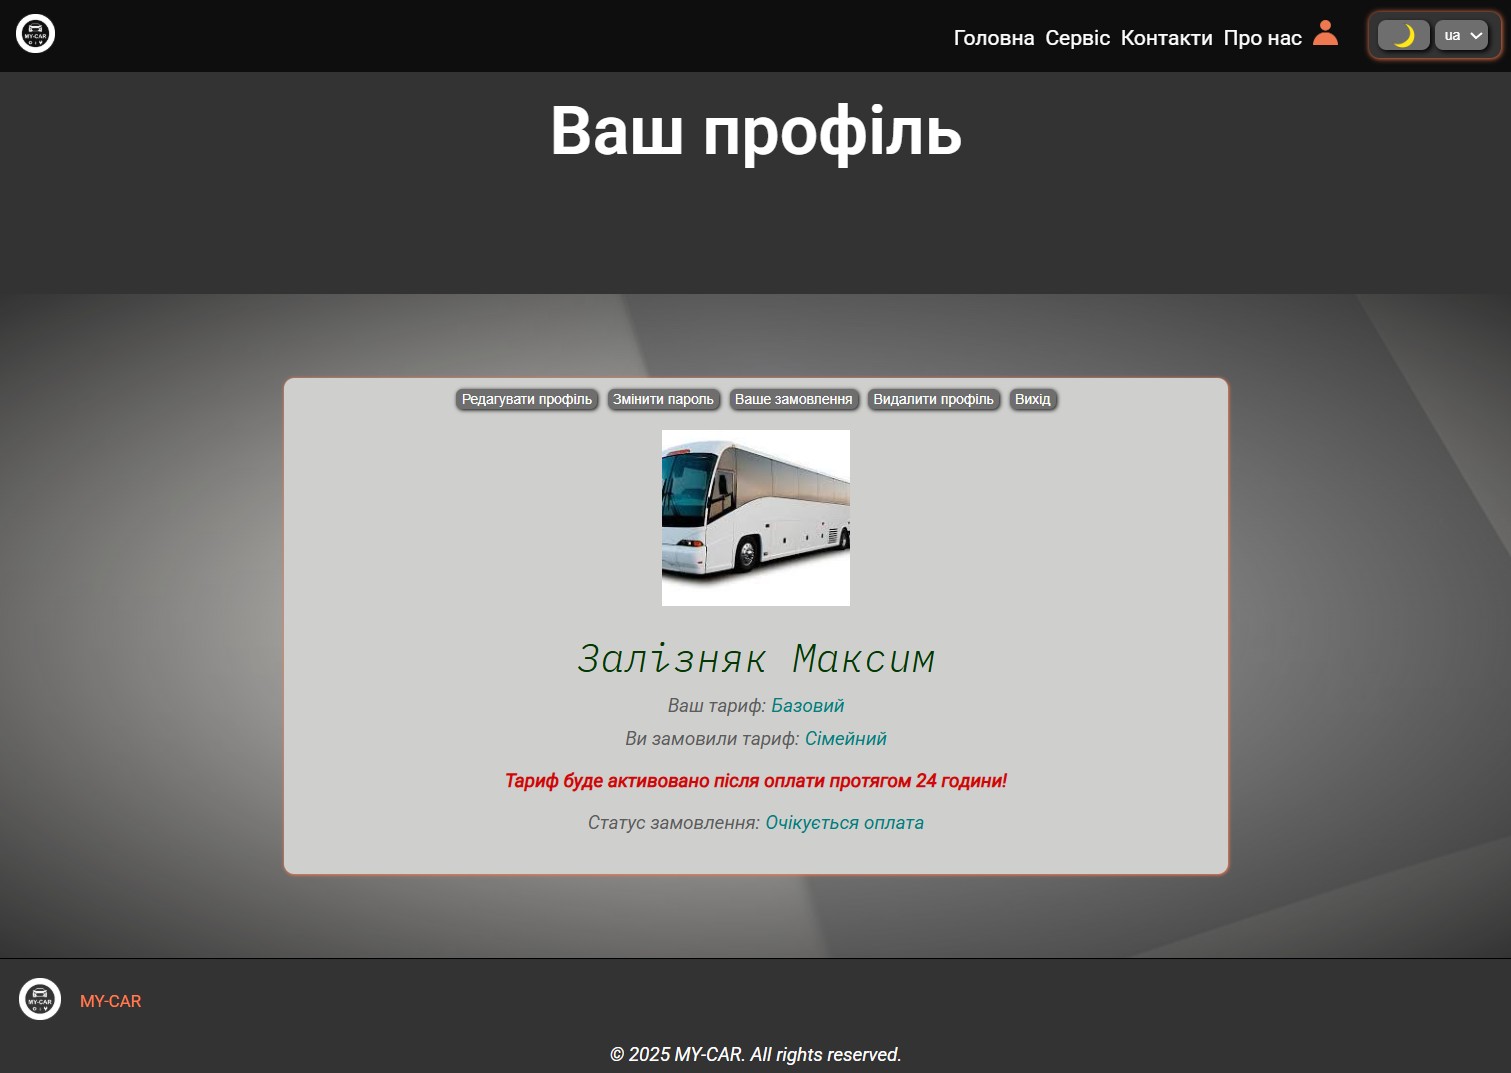 MY-CAR
Головна Сервіс Контакти Про нас
ua
Ваш профіль
Редагувати профіль Змінити пароль Ваше замовлення Видалити профіль Вихід
Залізняк Максим
Ваш тариф: Базовий
Ви замовили тариф: Сімейний
Тариф буде активовано після оплати протягом 24 години!
Статус замовлення: Очікується оплата
MY-CAR
MY-CAR
© 2025 MY-CAR. All rights reserved.